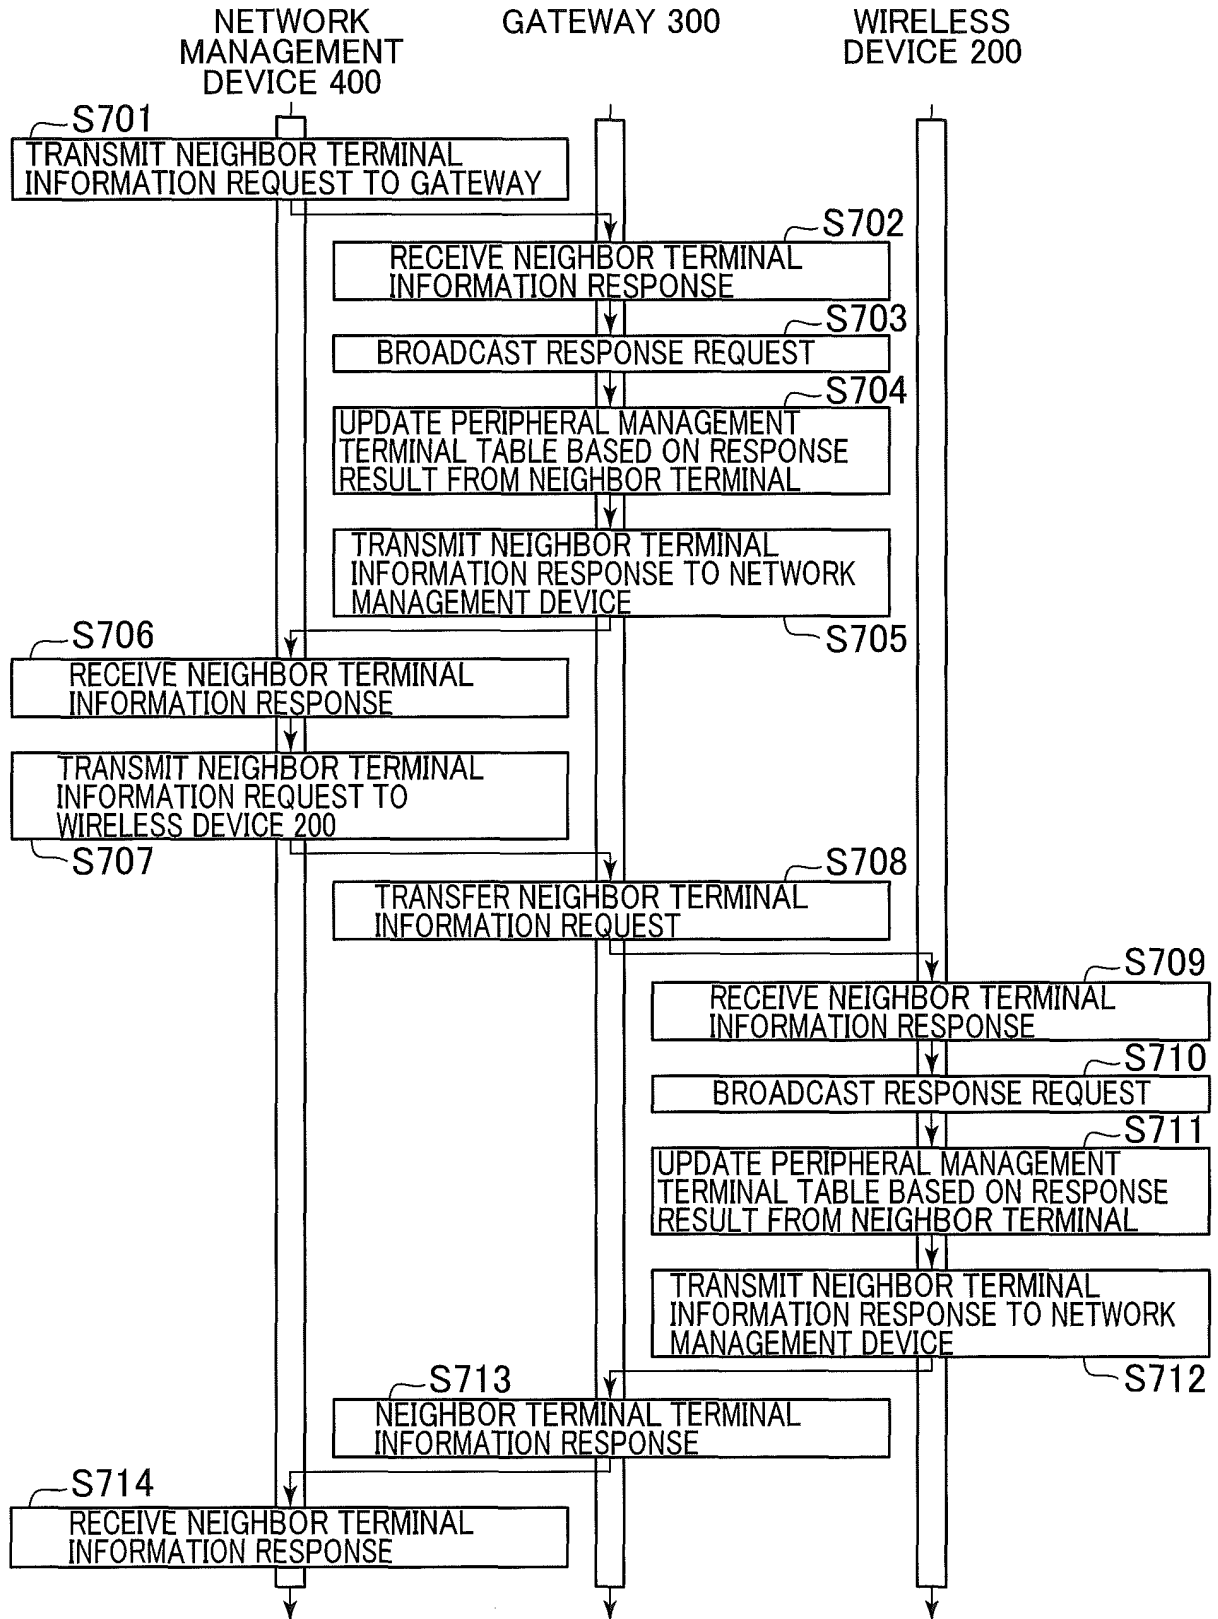 NETWORK
MANAGEMENT
DEVICE 400
GATEWAY 300
WIRELESS
DEVICE 200
S701
TRANSMIT NEIGHBOR TERMINAL
INFORMATION REQUEST TO GATEWAY
S702
RECEIVE NEIGHBOR TERMINAL
INFORMATION RESPONSE
S703
BROADCAST RESPONSE REQUEST
S704
UPDATE PERIPHERAL MANAGEMENT
TERMINAL TABLE BASED ON RESPONSE
RESULT FROM NEIGHBOR TERMINAL
TRANSMIT NEIGHBOR TERMINAL
INFORMATION RESPONSE TO NETWORK
MANAGEMENT DEVICE
S705
S706
RECEIVE NEIGHBOR TERMINAL
INFORMATION RESPONSE
TRANSMIT NEIGHBOR TERMINAL
INFORMATION REQUEST TO
WIRELESS DEVICE 200
S707
S708
TRANSFER NEIGHBOR TERMINAL
INFORMATION REQUEST
S709
RECEIVE NEIGHBOR TERMINAL
INFORMATION RESPONSE
S710
BROADCAST RESPONSE REQUEST
S711
UPDATE PERIPHERAL MANAGEMENT
TERMINAL TABLE BASED ON RESPONSE
RESULT FROM NEIGHBOR TERMINAL
TRANSMIT NEIGHBOR TERMINAL
INFORMATION RESPONSE TO NETWORK
MANAGEMENT DEVICE
S712
S713
NEIGHBOR TERMINAL TERMINAL
INFORMATION RESPONSE
S714
RECEIVE NEIGHBOR TERMINAL
INFORMATION RESPONSE